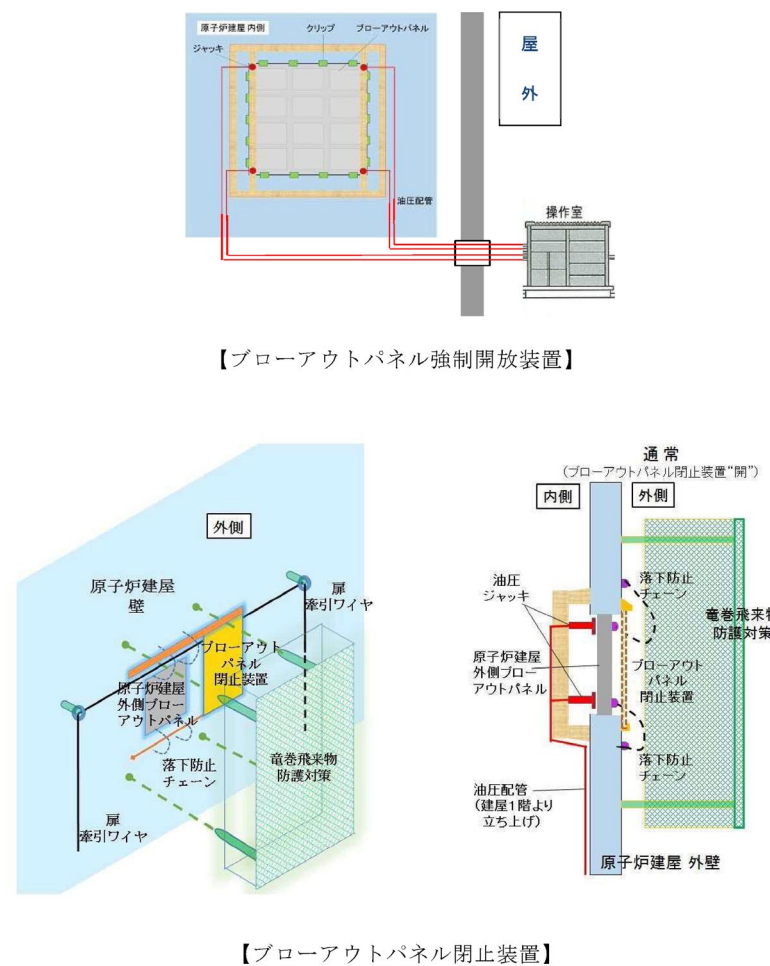 原子炉建屋内側
クリップ
ブローアウトパネル
ジャッキ
屋
外
油圧配管
操作室
【ブローアウトパネル強制開放装置】
外側
原子炉建屋
壁
扉
牽引ワイヤ
ブローアウト
パネル
閉止装置
原子炉建屋
外側ブロー
アウトパネル
落下防止
チェーン
竜巻飛来物
防護対策
扉
牽引ワイヤ
通常
(ブローアウトパネル閉止装置“開”)
内側
外側
油圧
ジャッキ
落下防止
チェーン
竜巻飛来物
防護対策
原子炉建屋
外側ブロー
アウトパネル
ブローアウト
パネル
閉止装置
落下防止
チェーン
油圧配管
(建屋1階より
立ち上げ)
原子炉建屋 外壁
【ブローアウトパネル閉止装置】